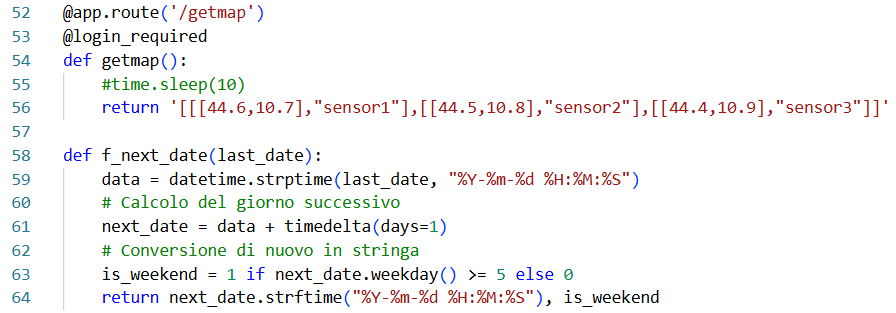 52 @app.route('/getmap')
53 @login_required
54 def getmap():
55     #time.sleep(10)
56     return '[[[44.6,10.7],"sensor1"],[[44.5,10.8],"sensor2"],[[44.4,10.9],"sensor3"]]'
57
58 def f_next_date(last_date):
59     data = datetime.strptime(last_date, "%Y-%m-%d %H:%M:%S")
60     # Calcolo del giorno successivo
61     next_date = data + timedelta(days=1)
62     # Conversione di nuovo in stringa
63     is_weekend = 1 if next_date.weekday() >= 5 else 0
64     return next_date.strftime("%Y-%m-%d %H:%M:%S"), is_weekend